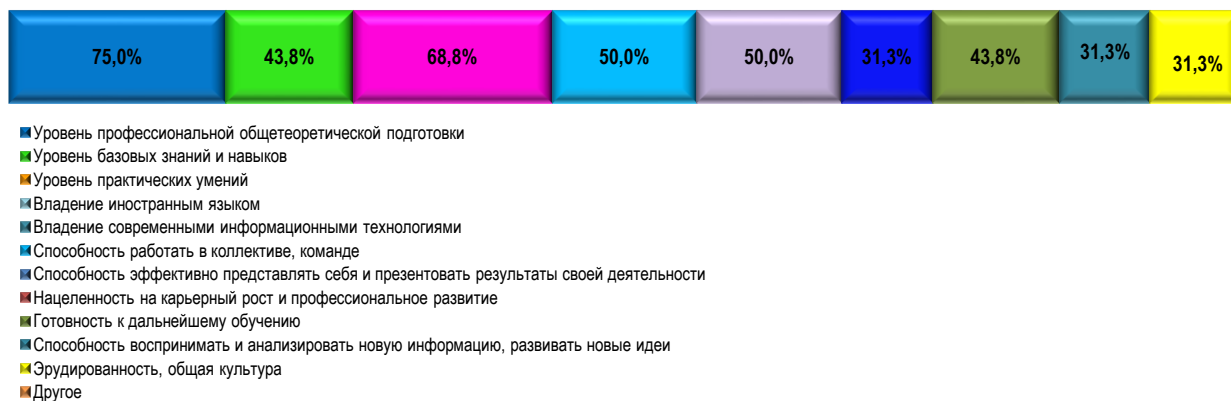 75,0% 43,8% 68,8% 50,0% 50,0% 31,3% 43,8% 31,3% 31,3%
Уровень профессиональной общетеоретической подготовки
Уровень базовых знаний и навыков
Уровень практических умений
Владение иностранным языком
Владение современными информационными технологиями
Способность работать в коллективе, команде
Способность эффективно представлять себя и презентовать результаты своей деятельности
Нацеленность на карьерный рост и профессиональное развитие
Готовность к дальнейшему обучению
Способность воспринимать и анализировать новую информацию, развивать новые идеи
Эрудированность, общая культура
Другое